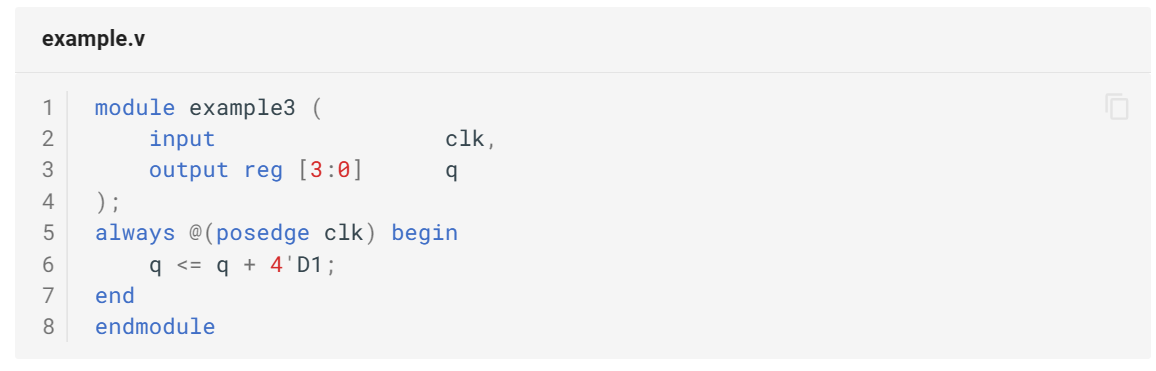 example.v
1 module example3 (
2     input                 clk,
3     output reg [3:0]      q
4 );
5 always @(posedge clk) begin
6     q <= q + 4'D1;
7 end
8 endmodule